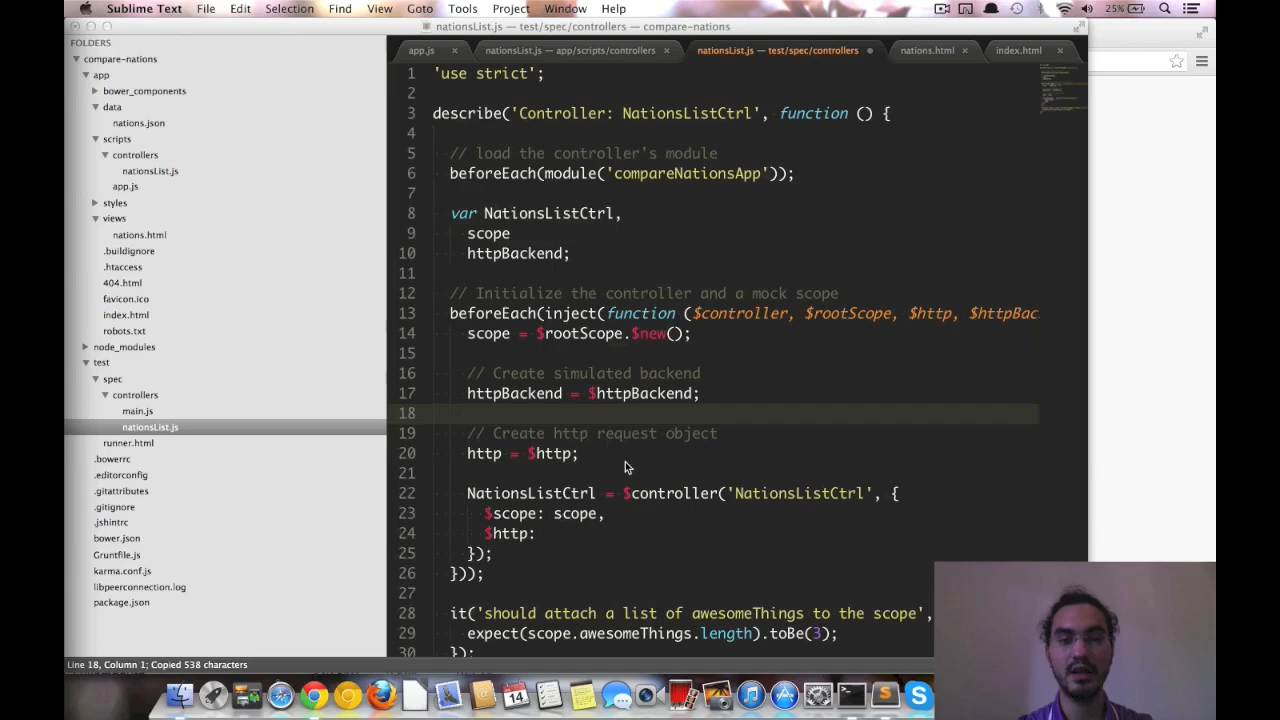 Sublime Text File Edit Selection Find View Goto Tools Project Window Help 25%
nationsList.js — test/spec/controllers — compare-nations
FOLDERS
compare-nations
app
bower_components
data
nations.json
scripts
controllers
nationsList.js
app.js
styles
views
nations.html
.buildignore
.htaccess
404.html
favicon.ico
index.html
robots.txt
node_modules
test
spec
controllers
main.js
nationsList.js
runner.html
.bowerrc
.editorconfig
.gitattributes
.gitignore
.jshintrc
bower.json
Gruntfile.js
karma.conf.js
libpeerconnection.log
package.json
app.js × nationsList.js — app/scripts/controllers × nationsList.js — test/spec/controllers nations.html × index.html ×
1 'use strict';
2
3 describe('Controller: NationsListCtrl', function () {
4
5 // load the controller's module
6 beforeEach(module('compareNationsApp'));
7
8 var NationsListCtrl,
9 scope
10 httpBackend;
11
12 // Initialize the controller and a mock scope
13 beforeEach(inject(function ($controller, $rootScope, $http, $httpBac
14 scope = $rootScope.$new();
15
16 // Create simulated backend
17 httpBackend = $httpBackend;
18
19 // Create http request object
20 http = $http;
21
22 NationsListCtrl = $controller('NationsListCtrl', {
23 $scope: scope,
24 $http:
25 });
26 }));
27
28 it('should attach a list of awesomeThings to the scope',
29 expect(scope.awesomeThings.length).toBe(3);
30 });
Line 18, Column 1; Copied 538 characters
14